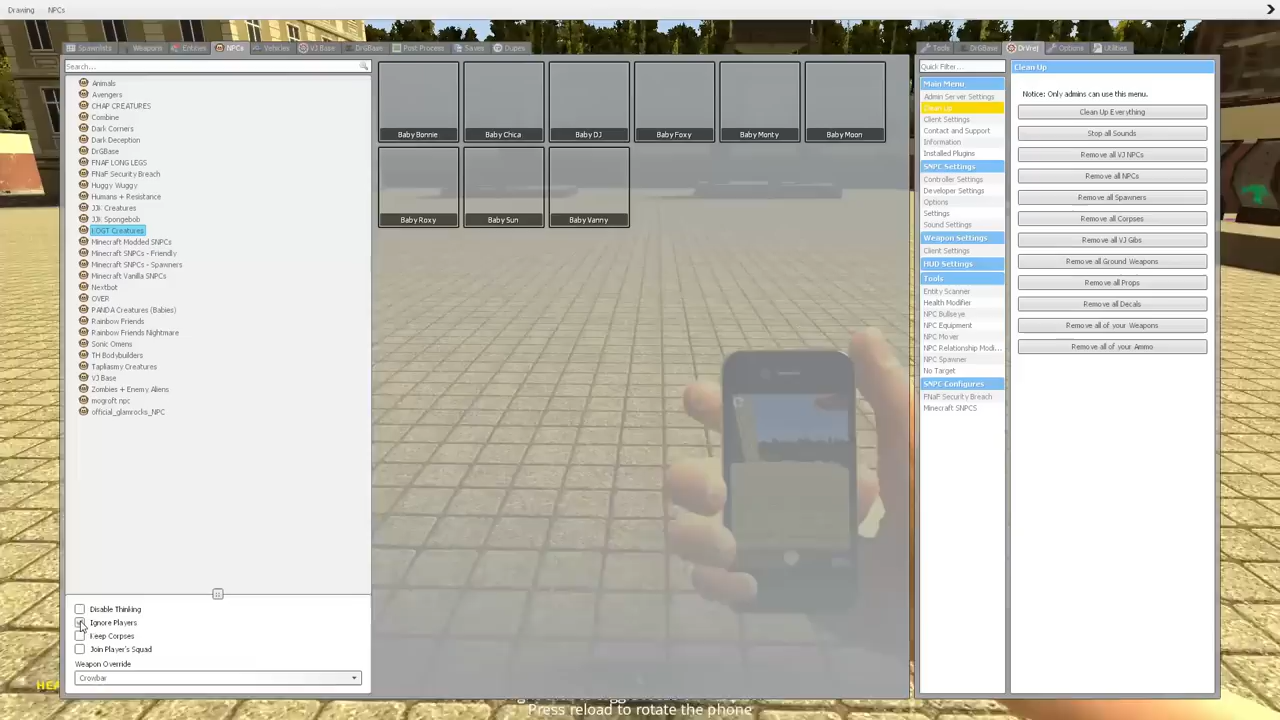 Drawing NPCs
Spawnlists Weapons Entities NPCs Vehicles VJ Base DrGBase Post Process Saves Dupes
Search...
Animals
Avengers
CHAP CREATURES
Combine
Dark Corners
Dark Deception
DrGBase
FNAP LONG LEGS
FNaF Security Breach
Huggy Wuggy
Humans + Resistance
JJK Creatures
JJK Spongebob
Minecraft Modded SNPCs
Minecraft SNPCs - Friendly
Minecraft SNPCs - Spawners
Minecraft Vanilla SNPCs
Nextbot
OVER
PANDA Creatures (Babies)
Rainbow Friends
Rainbow Friends Nightmare
Sonic Omens
TH Bodybuilders
Tapliasmy Creatures
VJ Base
Zombies + Enemy Aliens
mogroft npc
official_glamrocks_NPC
Disable Thinking
Ignore Players
Keep Corpses
Join Player's Squad
Weapon Override
Crowbar
Baby Bonnie Baby Chica Baby DJ Baby Foxy Baby Monty Baby Moon
Baby Roxy Baby Sun Baby Vanny
Press reload to rotate the phone
Tools DrGBase DrVrej Options Utilities
Quick Filter...
Main Menu
Admin Server Settings
Clean Up
Client Settings
Contact and Support
Information
Installed Plugins
SNPC Settings
Controller Settings
Developer Settings
Options
Settings
Sound Settings
Weapon Settings
Client Settings
HUD Settings
Tools
Entity Scanner
Health Modifier
NPC Bullseye
NPC Equipment
NPC Mover
NPC Relationship Modi...
NPC Spawner
No Target
SNPC Configures
FNaF Security Breach
Minecraft SNPCS
Clean Up
Notice: Only admins can use this menu.
Clean Up Everything
Stop all Sounds
Remove all VJ NPCs
Remove all NPCs
Remove all Spawners
Remove all Corpses
Remove all VJ Gibs
Remove all Ground Weapons
Remove all Props
Remove all Decals
Remove all of your Weapons
Remove all of your Ammo